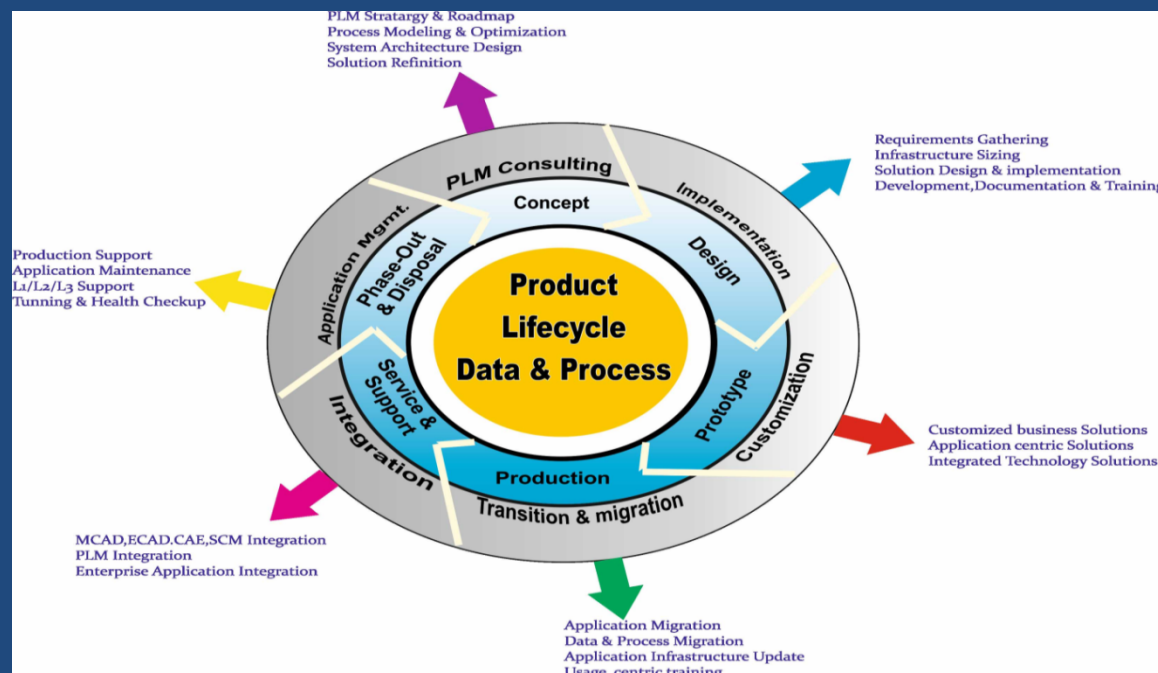 PLM Stratargy & Roadmap
Process Modeling & Optimization
System Architecture Design
Solution Refinition
Requirements Gathering
Infrastructure Sizing
Solution Design & implementation
Development,Documentation & Training
PLM Consulting
Implementation
Application Mgmt.
Concept
Design
Phase-Out
& Disposal
Product
Lifecycle
Data & Process
Production Support
Application Maintenance
L1/L2/L3 Support
Tunning & Health Checkup
Service &
Support
Prototype
Customization
Integration
Production
Transition & migration
Customized business Solutions
Application centric Solutions
Integrated Technology Solutions
MCAD,ECAD.CAE,SCM Integration
PLM Integration
Enterprise Application Integration
Application Migration
Data & Process Migration
Application Infrastructure Update
Usage centric training